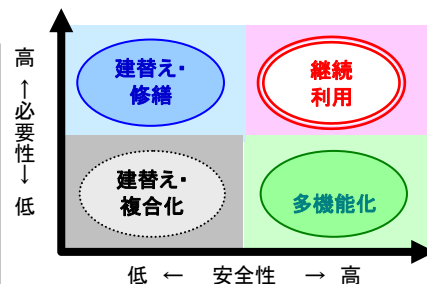 高
↑
必
要
性
↓
低
建替え・
修繕
継続
利用
建替え・
複合化
多機能化
低 ← 安全性 → 高